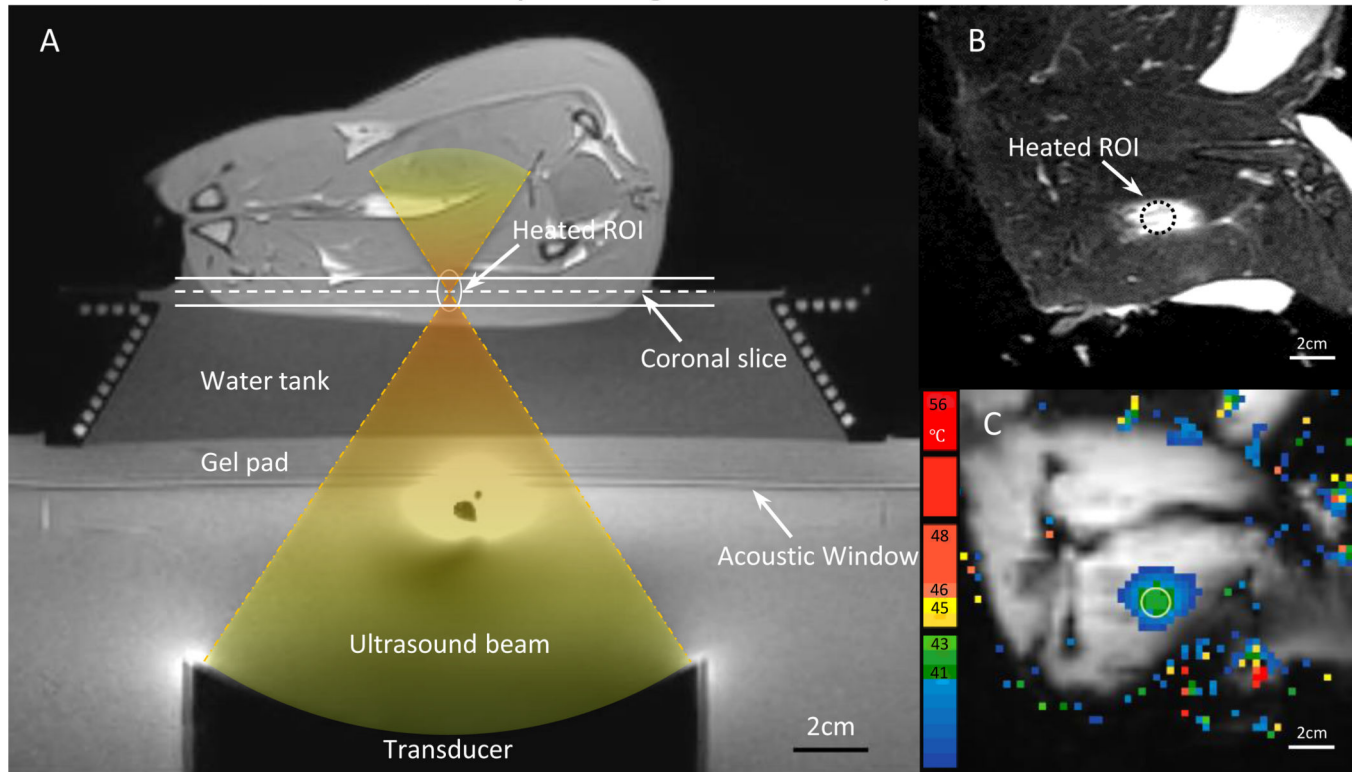 A
Heated ROI
Coronal slice
Water tank
Gel pad
Acoustic Window
Ultrasound beam
Transducer
2cm
B
Heated ROI
2cm
C
56
°C
48
46
45
43
41
2cm